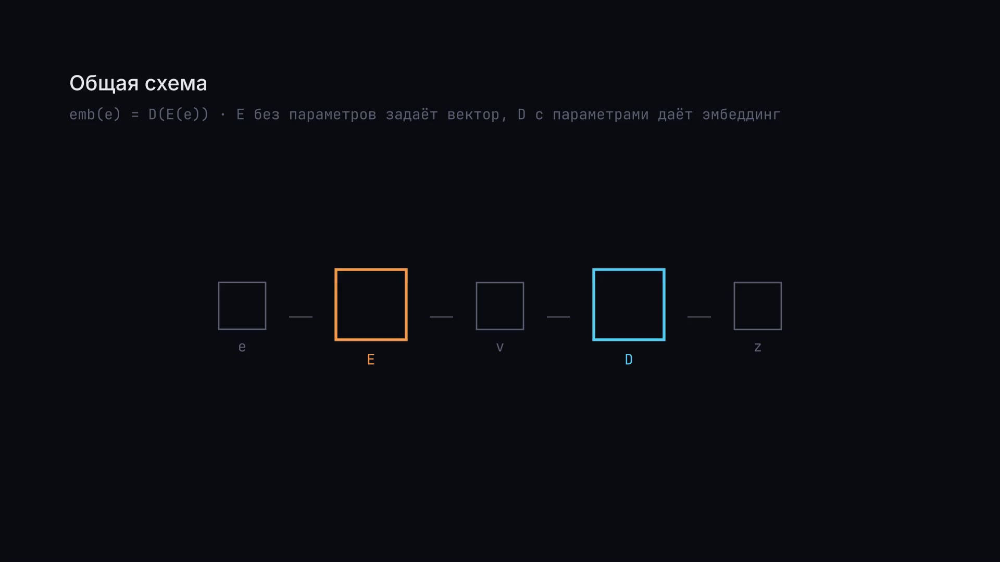 Общая схема
emb(e) = D(E(e)) · E без параметров задаёт вектор, D с параметрами даёт эмбеддинг
e
E
v
D
z